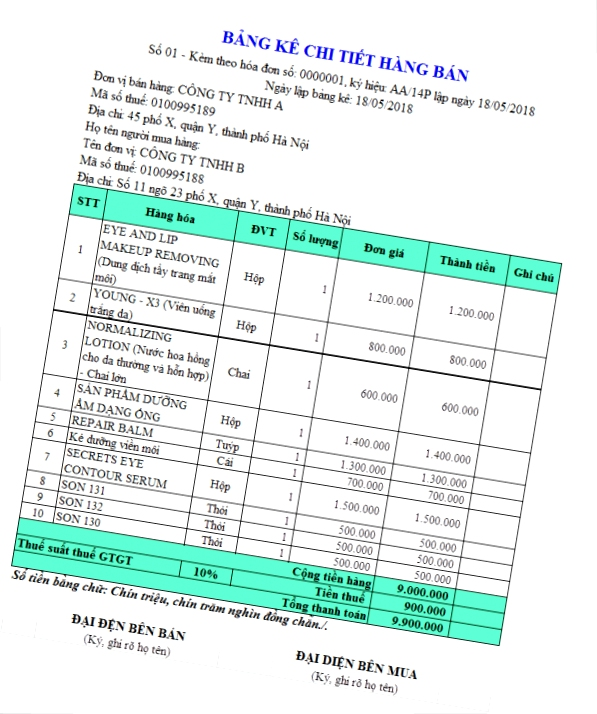 BẢNG KÊ CHI TIẾT HÀNG BÁN
Số 01 - Kèm theo hóa đơn số: 0000001, ký hiệu: AA/14P lập ngày 18/05/2018
Ngày lập bảng kê: 18/05/2018
Đơn vị bán hàng: CÔNG TY TNHH A
Mã số thuế: 0100995189
Địa chỉ: 45 phố X, quận Y, thành phố Hà Nội
Họ tên người mua hàng:
Tên đơn vị: CÔNG TY TNHH B
Mã số thuế: 0100995188
Địa chỉ: Số 11 ngõ 23 phố X, quận Y, thành phố Hà Nội
STT Hàng hóa ĐVT Số lượng Đơn giá Thành tiền Ghi chú
EYE AND LIP
MAKEUP REMOVING
1 (Dung dịch tẩy trang mắt Hộp 1 1.200.000 1.200.000
môi)
2 YOUNG - X3 (Viên uống Hộp 1 800.000 800.000
trắng da)
NORMALIZING
3 LOTION (Nước hoa hồng Chai 1 600.000 600.000
cho da thường và hỗn hợp)
- Chai lớn
4 SẢN PHẨM DƯỠNG Hộp 1 1.400.000 1.400.000
ẨM DẠNG ỐNG
5 REPAIR BALM Tuýp 1 1.300.000 1.300.000
6 Kẻ dưỡng viền môi Cái 1 700.000 700.000
7 SECRETS EYE Hộp 1 1.500.000 1.500.000
CONTOUR SERUM
8 SON 131 Thỏi 1 500.000 500.000
9 SON 132 Thỏi 1 500.000 500.000
10 SON 130 Thỏi 1 500.000 500.000
Cộng tiền hàng 9.000.000
Thuế suất thuế GTGT 10% Tiền thuế 900.000
Tổng thanh toán 9.900.000
Số tiền bằng chữ: Chín triệu, chín trăm nghìn đồng chẵn./.
ĐẠI ĐỆN BÊN BÁN
(Ký, ghi rõ họ tên)
ĐẠI DIỆN BÊN MUA
(Ký, ghi rõ họ tên)